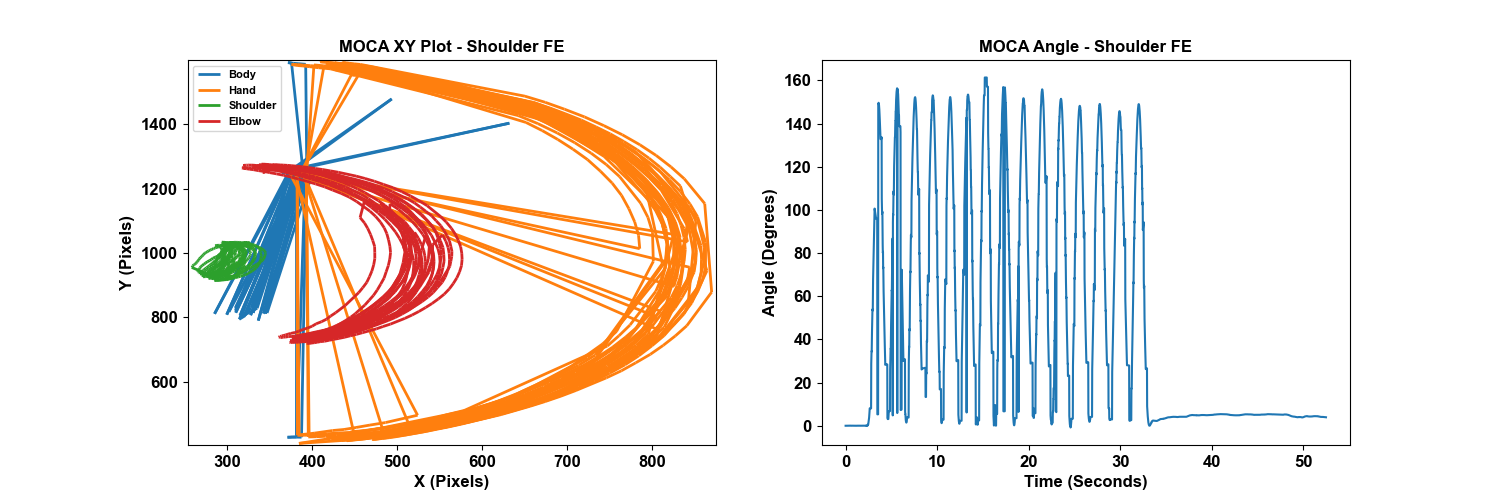 MOCA XY Plot - Shoulder FE
Body
Hand
Shoulder
Elbow
1400
1200
1000
800
600
Y (Pixels)
300 400 500 600 700 800
X (Pixels)
MOCA Angle - Shoulder FE
160
140
120
100
80
60
40
20
0
Angle (Degrees)
0 10 20 30 40 50
Time (Seconds)